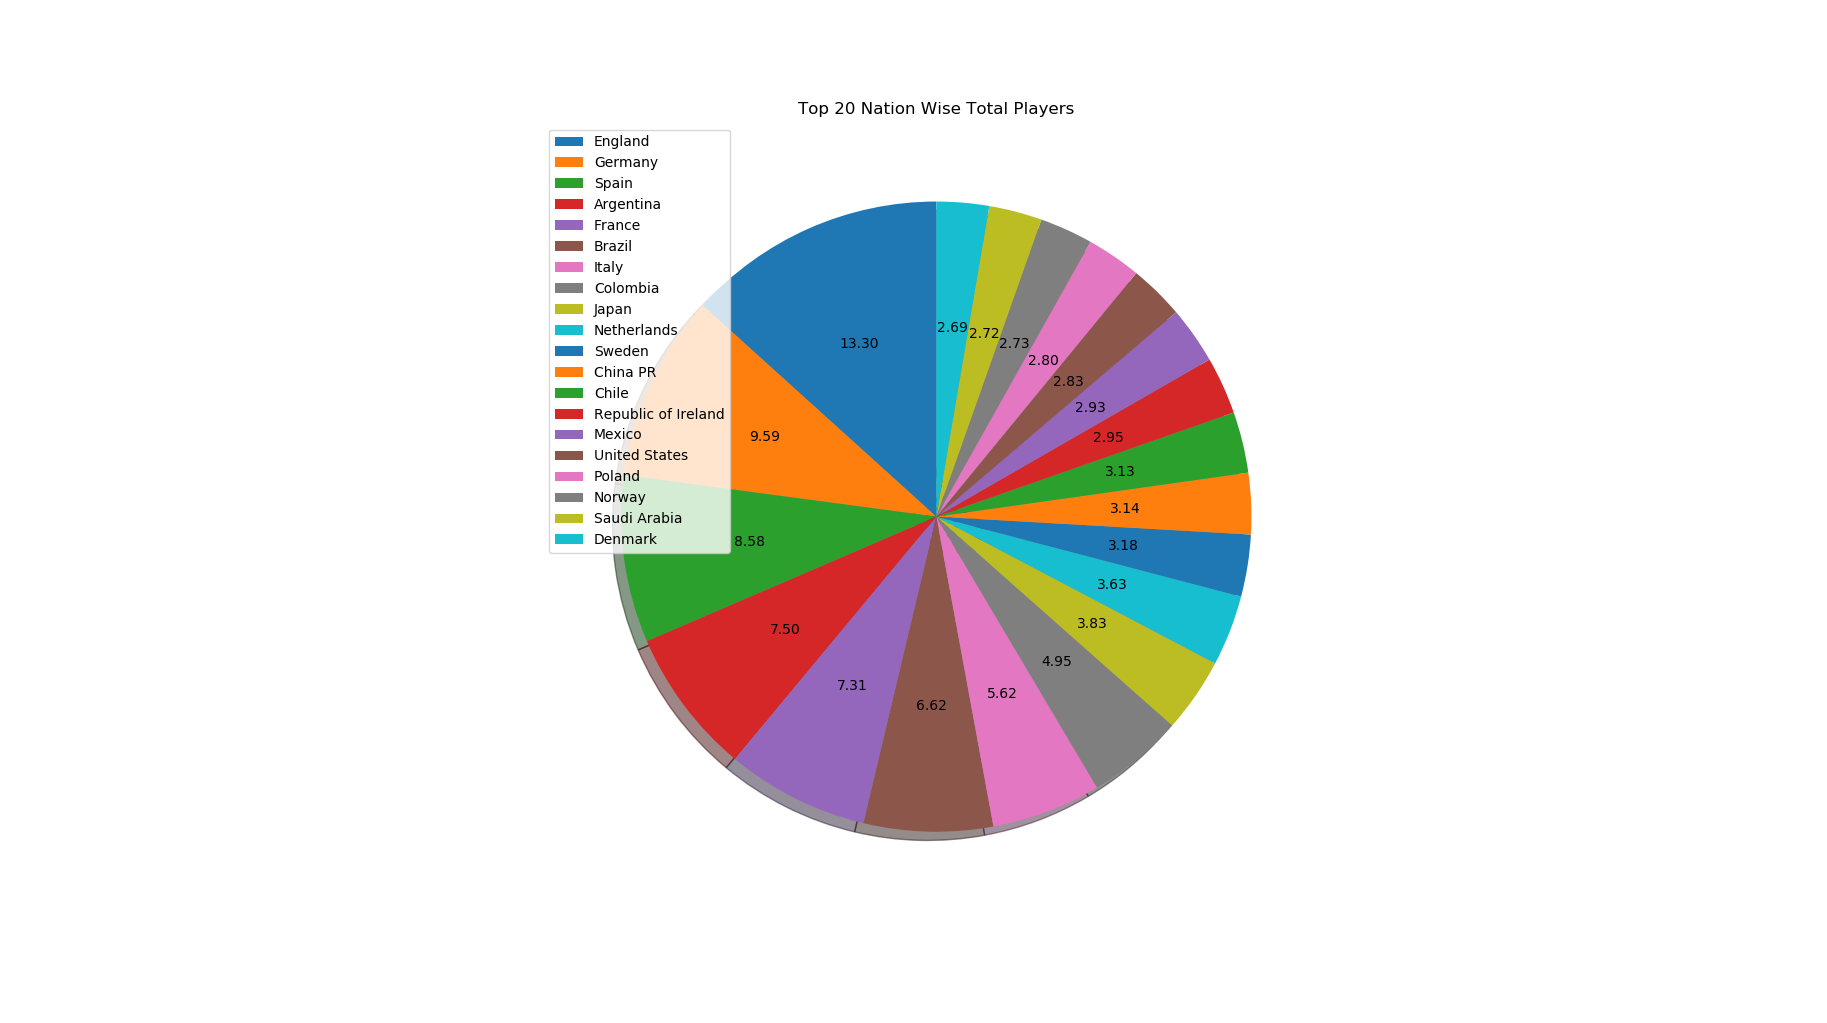 Top 20 Nation Wise Total Players
England
Germany
Spain
Argentina
France
Brazil
Italy
Colombia
Japan
Netherlands
Sweden
China PR
Chile
Republic of Ireland
Mexico
United States
Poland
Norway
Saudi Arabia
Denmark
13.30
9.59
8.58
7.50
7.31
6.62
5.62
4.95
3.83
3.63
3.18
3.14
3.13
2.95
2.93
2.83
2.80
2.73
2.72
2.69